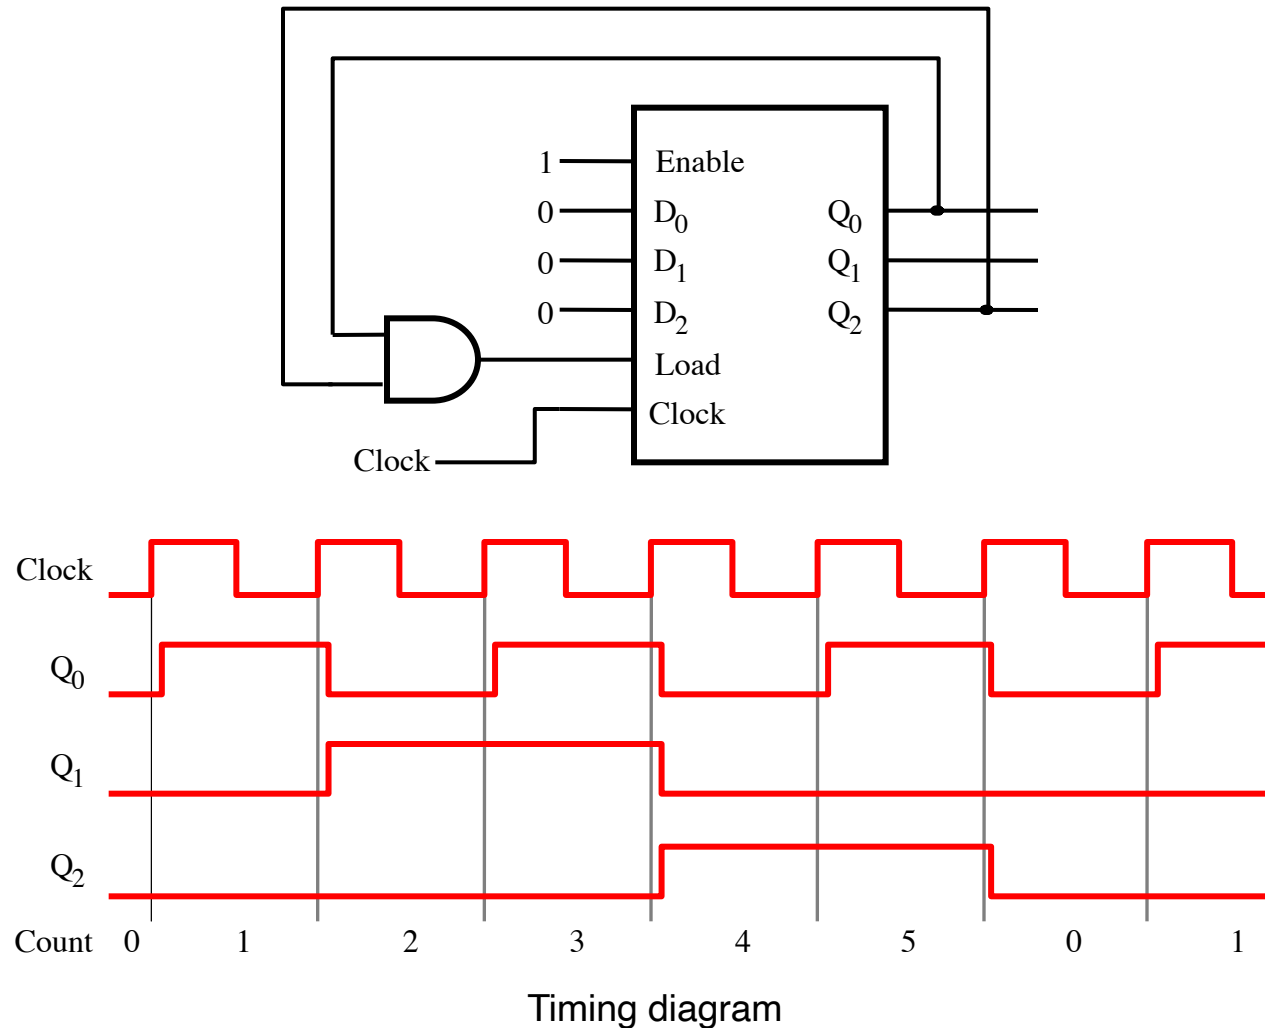 1 Enable
0 D0 Q0
0 D1 Q1
0 D2 Q2
Load
Clock
Clock
Clock
Q0
Q1
Q2
Count 0 1 2 3 4 5 0 1
Timing diagram